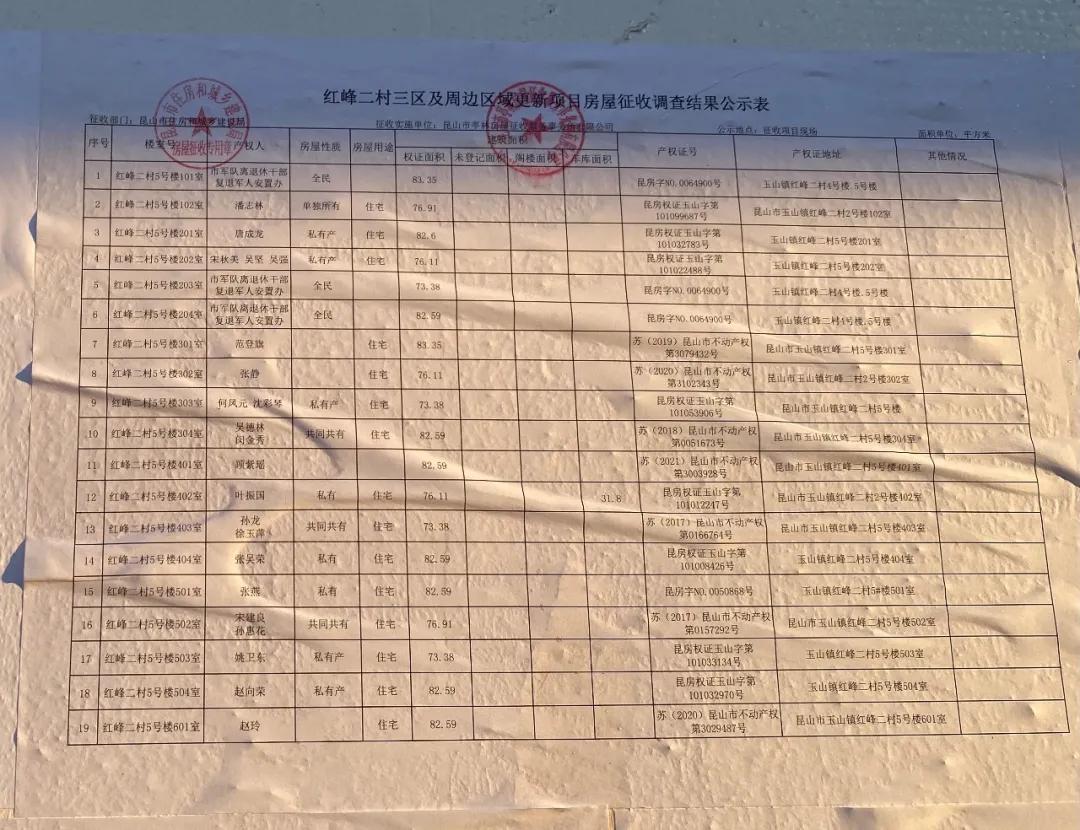 红峰二村三区及周边区域更新项目房屋征收调查结果公示表
征收部门：昆山市住房和城乡建设局 征收实施单位：昆山市亭林房屋征收服务事务所有限公司 公示地点：征收项目现场 面积单位：平方米
序号 楼室号 产权人 房屋性质 房屋用途 建筑面积 产权证号 产权证地址 其他情况
权证面积 未登记面积 阁楼面积 车库面积
1 红峰二村5号楼101室 市军队离退休干部 全民 83.35 昆房字NO.0064900号 玉山镇红峰二村4号楼.5号楼
复退军人安置办
2 红峰二村5号楼102室 潘志林 单独所有 住宅 76.91 昆房权证玉山字第 昆山市玉山镇红峰二村2号楼102室
101099687号
3 红峰二村5号楼201室 唐成龙 私有产 住宅 82.6 昆房权证玉山字第 玉山镇红峰二村5号楼201室
101032783号
4 红峰二村5号楼202室 宋秋美 吴坚 吴强 私有产 住宅 76.11 昆房权证玉山字第 玉山镇红峰二村5号楼202室
101022488号
5 红峰二村5号楼203室 市军队离退休干部 全民 73.38 昆房字NO.0064900号 玉山镇红峰二村4号楼.5号楼
复退军人安置办
6 红峰二村5号楼204室 市军队离退休干部 全民 82.59 昆房字NO.0064900号 玉山镇红峰二村4号楼.5号楼
复退军人安置办
7 红峰二村5号楼301室 范登旗 住宅 83.35 苏（2019）昆山市不动产权 昆山市玉山镇红峰二村5号楼301室
第3079432号
8 红峰二村5号楼302室 张静 住宅 76.11 苏（2020）昆山市不动产权 昆山市玉山镇红峰二村2号楼302室
第3102343号
9 红峰二村5号楼303室 何凤元 沈彩琴 私有产 住宅 73.38 昆房权证玉山字第 昆山市玉山镇红峰二村5号楼
101053906号
10 红峰二村5号楼304室 吴德林 共同共有 住宅 82.59 苏（2018）昆山市不动产权 昆山市玉山镇红峰二村5号楼304室
闵金秀 第0051673号
11 红峰二村5号楼401室 顾紫瑶 82.59 苏（2021）昆山市不动产权 昆山市玉山镇红峰二村5号楼401室
第3003928号
12 红峰二村5号楼402室 叶振国 私有 住宅 76.11 31.8 昆房权证玉山字第 昆山市玉山镇红峰二村2号楼402室
101012247号
13 红峰二村5号楼403室 孙龙 共同共有 住宅 73.38 苏（2017）昆山市不动产权 昆山市玉山镇红峰二村5号楼403室
徐玉萍 第0166764号
14 红峰二村5号楼404室 张吴荣 私有 住宅 82.59 昆房权证玉山字第 玉山镇红峰二村5号楼404室
101008426号
15 红峰二村5号楼501室 张燕 私有 住宅 82.59 昆房字NO.0050868号 玉山镇红峰二村5#楼501室
16 红峰二村5号楼502室 宋建良 共同共有 住宅 76.91 苏（2017）昆山市不动产权 昆山市玉山镇红峰二村5号楼502室
孙惠花 第0157292号
17 红峰二村5号楼503室 姚卫东 私有产 住宅 73.38 昆房权证玉山字第 玉山镇红峰二村5号楼503室
101033134号
18 红峰二村5号楼504室 赵向荣 私有产 住宅 82.59 昆房权证玉山字第 玉山镇红峰二村5号楼504室
101032970号
19 红峰二村5号楼601室 赵玲 住宅 82.59 苏（2020）昆山市不动产权 昆山市玉山镇红峰二村5号楼601室
第3029487号
昆山市住房和城乡建设局
房屋征收专用章